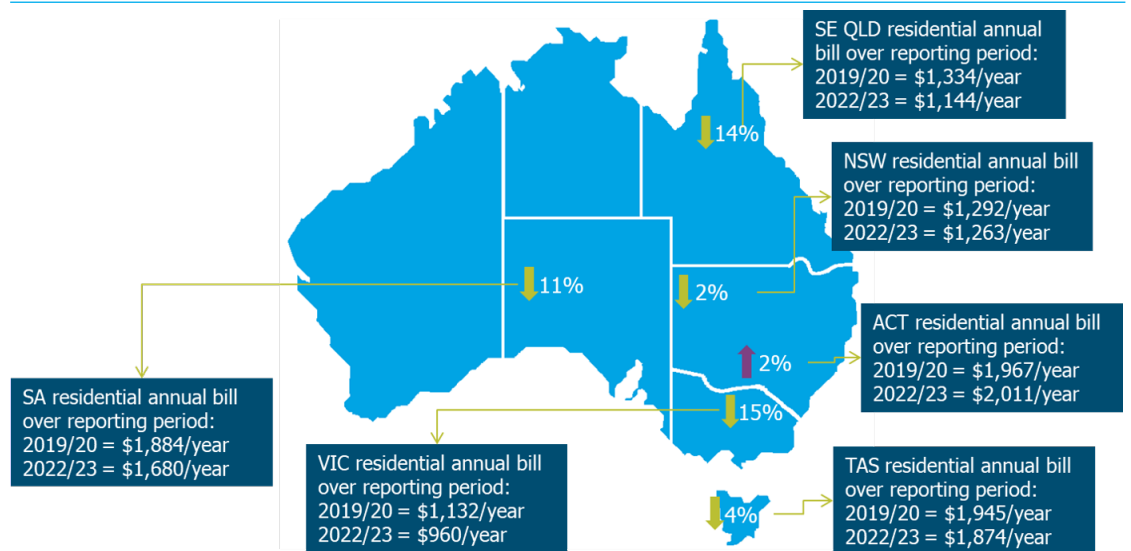 SE QLD residential annual
bill over reporting period:
2019/20 = $1,334/year
2022/23 = $1,144/year
14%
NSW residential annual bill
over reporting period:
2019/20 = $1,292/year
2022/23 = $1,263/year
11%
2%
ACT residential annual bill
over reporting period:
2019/20 = $1,967/year
2022/23 = $2,011/year
2%
SA residential annual bill
over reporting period:
2019/20 = $1,884/year
2022/23 = $1,680/year
15%
VIC residential annual bill
over reporting period:
2019/20 = $1,132/year
2022/23 = $960/year
TAS residential annual bill
over reporting period:
2019/20 = $1,945/year
2022/23 = $1,874/year
4%